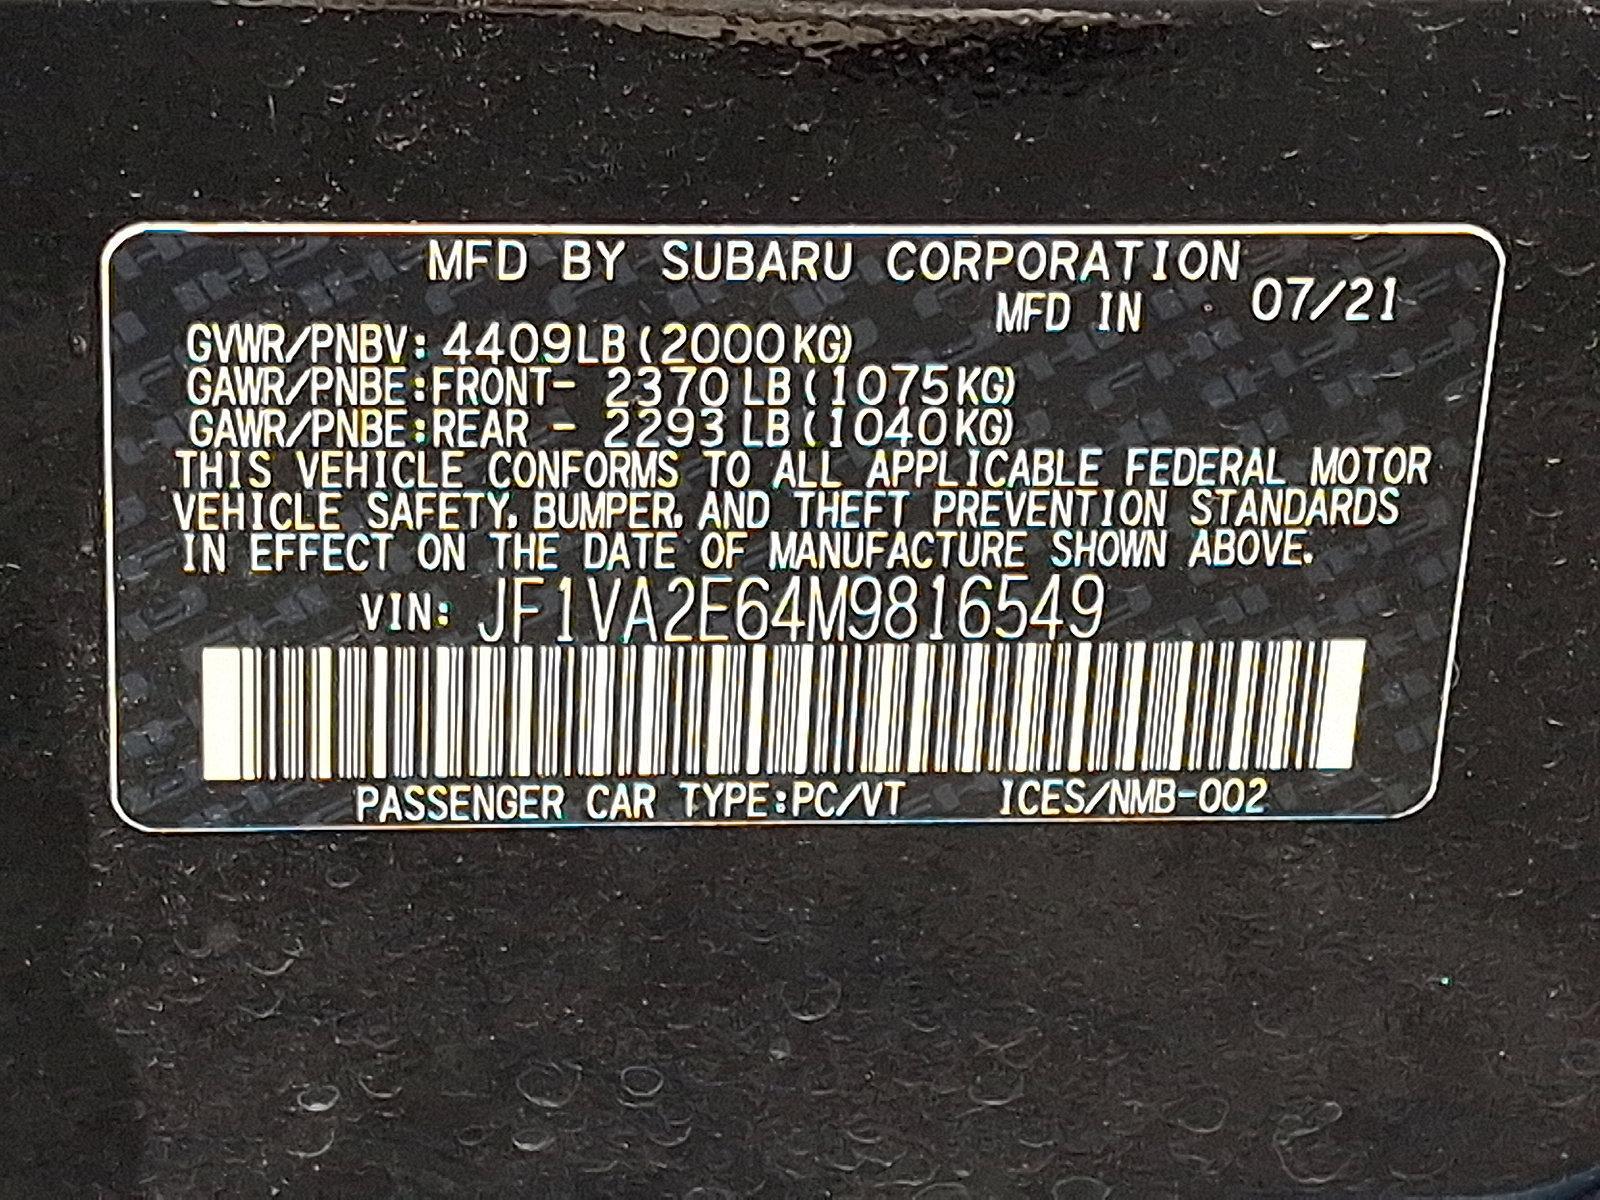 MFD BY SUBARU CORPORATION
MFD IN 07/21
GVWR/PNBV: 4409LB(2000KG)
GAWR/PNBE:FRONT- 2370LB(1075KG)
GAWR/PNBE:REAR - 2293LB(1040KG)
THIS VEHICLE CONFORMS TO ALL APPLICABLE FEDERAL MOTOR
VEHICLE SAFETY, BUMPER, AND THEFT PREVENTION STANDARDS
IN EFFECT ON THE DATE OF MANUFACTURE SHOWN ABOVE.
VIN: JF1VA2E64M9816549
PASSENGER CAR TYPE:PC/VT ICES/NMB-002